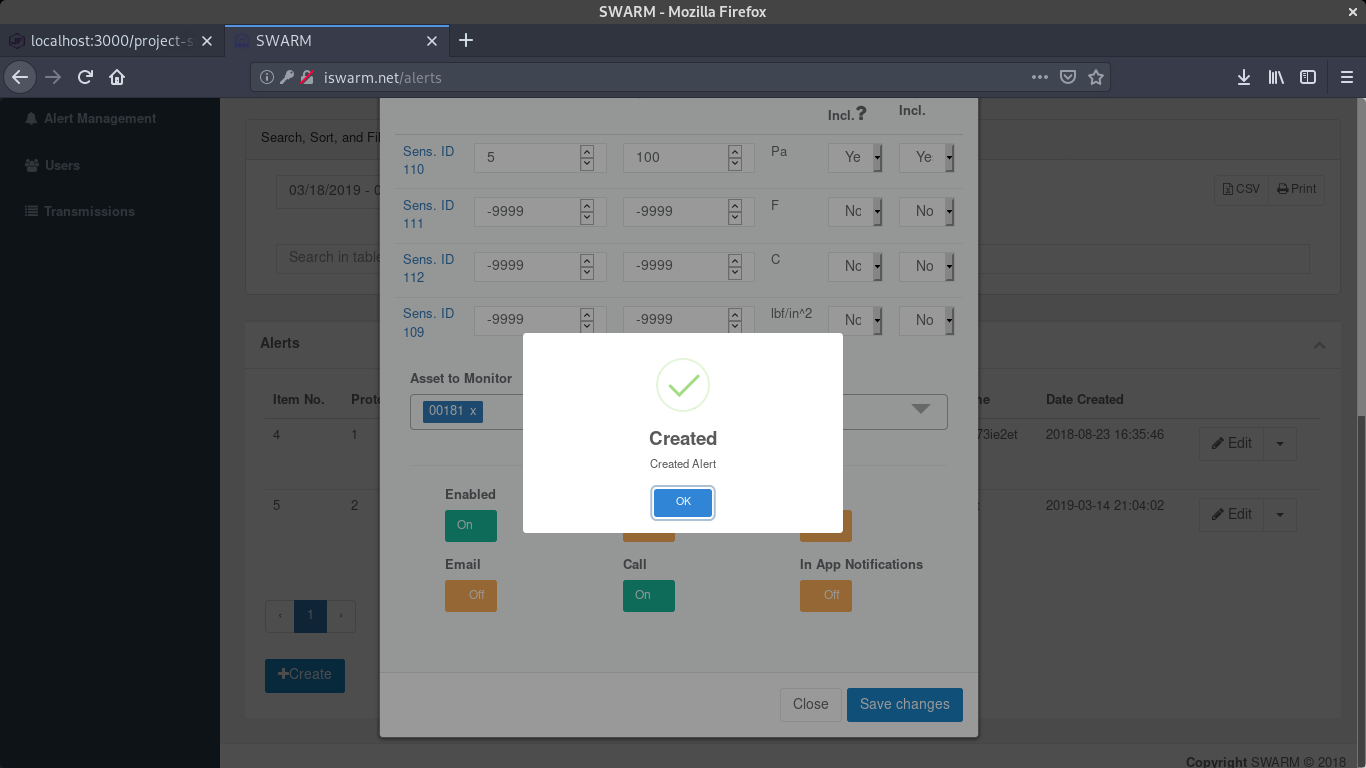 SWARM - Mozilla Firefox
localhost:3000/project-s
SWARM
iswarm.net/alerts
Alert Management
Users
Transmissions
Search, Sort, and Fil
03/18/2019 - 0
CSV
Print
Search in table
Incl.?
Incl.
Sens. ID 110
5
100
Pa
Ye
Ye
Sens. ID 111
-9999
-9999
F
No
Sens. ID 112
-9999
-9999
C
No
Sens. ID 109
-9999
-9999
lbf/in^2
No
Alerts
Item No.
Proto
Date Created
4
1
73ie2et
2018-08-23 16:35:46
Edit
5
2
2019-03-14 21:04:02
Edit
‹
1
›
Create
Asset to Monitor
00181 x
Created
Created Alert
OK
Enabled
On
Email
Off
Call
On
In App Notifications
Off
Close
Save changes
Copyright SWARM © 2018